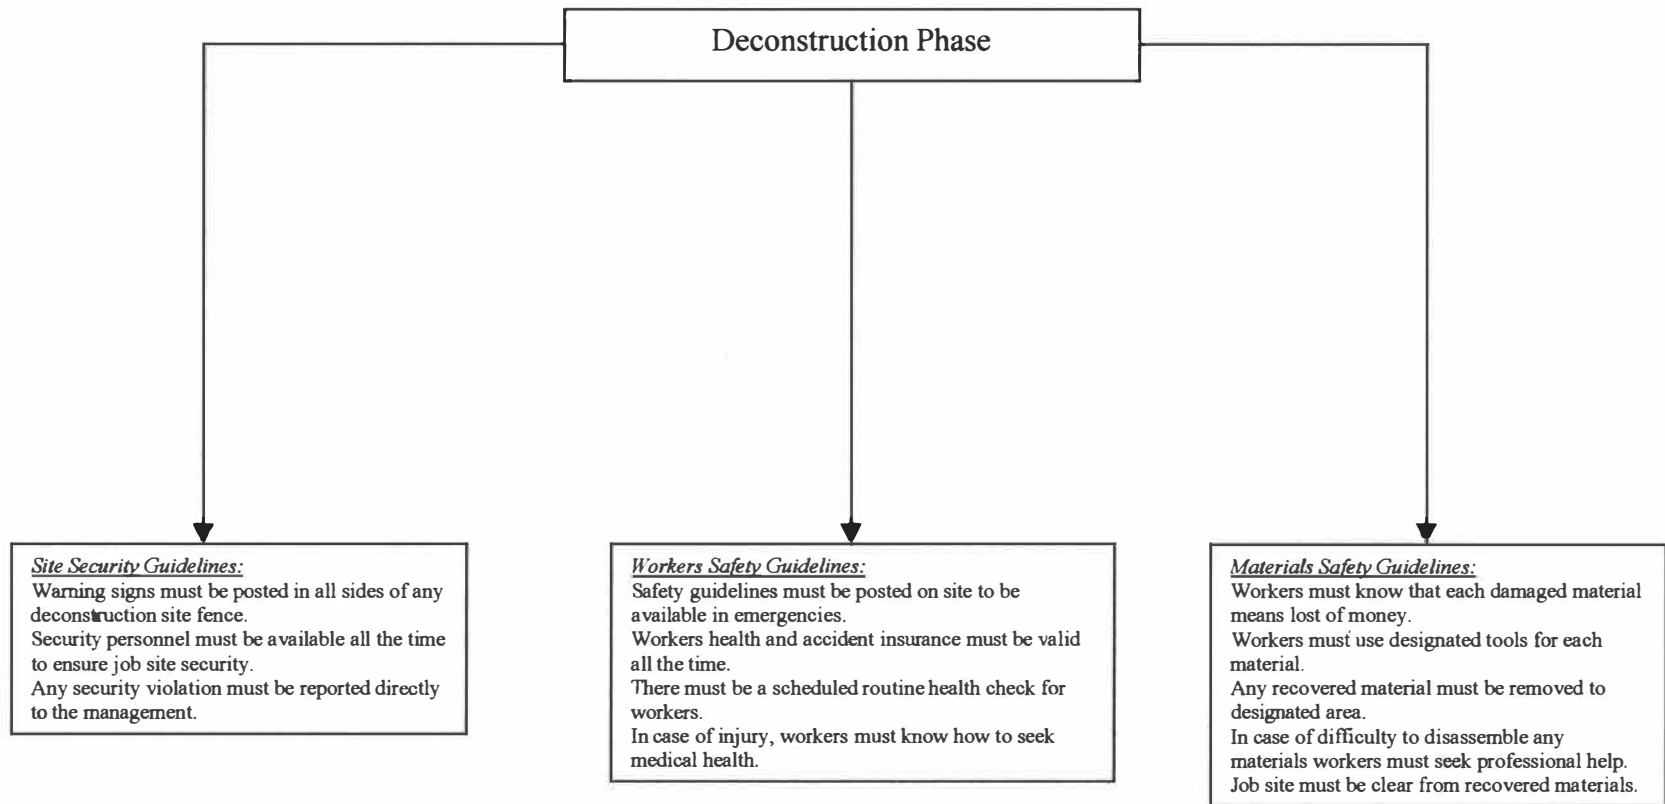 Deconstruction Phase
Site Security Guidelines:
Warning signs must be posted in all sides of any
deconstruction site fence.
Security personnel must be available all the time
to ensure job site security.
Any security violation must be reported directly
to the management.
Workers Safety Guidelines:
Safety guidelines must be posted on site to be
available in emergencies.
Workers health and accident insurance must be valid
all the time.
There must be a scheduled routine health check for
workers.
In case of injury, workers must know how to seek
medical health.
Materials Safety Guidelines:
Workers must know that each damaged material
means lost of money.
Workers must use designated tools for each
material.
Any recovered material must be removed to
designated area.
In case of difficulty to disassemble any
materials workers must seek professional help.
Job site must be clear from recovered materials.